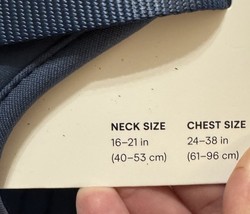 NECK SIZE CHEST SIZE
16–21 in 24–38 in
(40–53 cm) (61–96 cm)